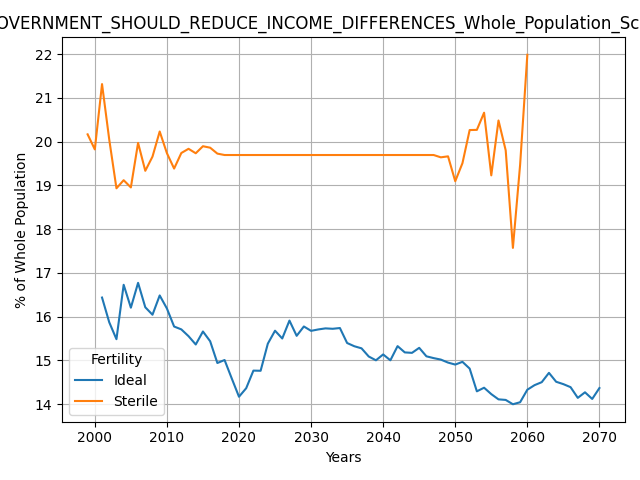 OVERNMENT_SHOULD_REDUCE_INCOME_DIFFERENCES_Whole_Population_Sc
22
21
20
19
18
17
16
15
14
% of Whole Population
Fertility
Ideal
Sterile
2000
2010
2020
2030
2040
2050
2060
2070
Years